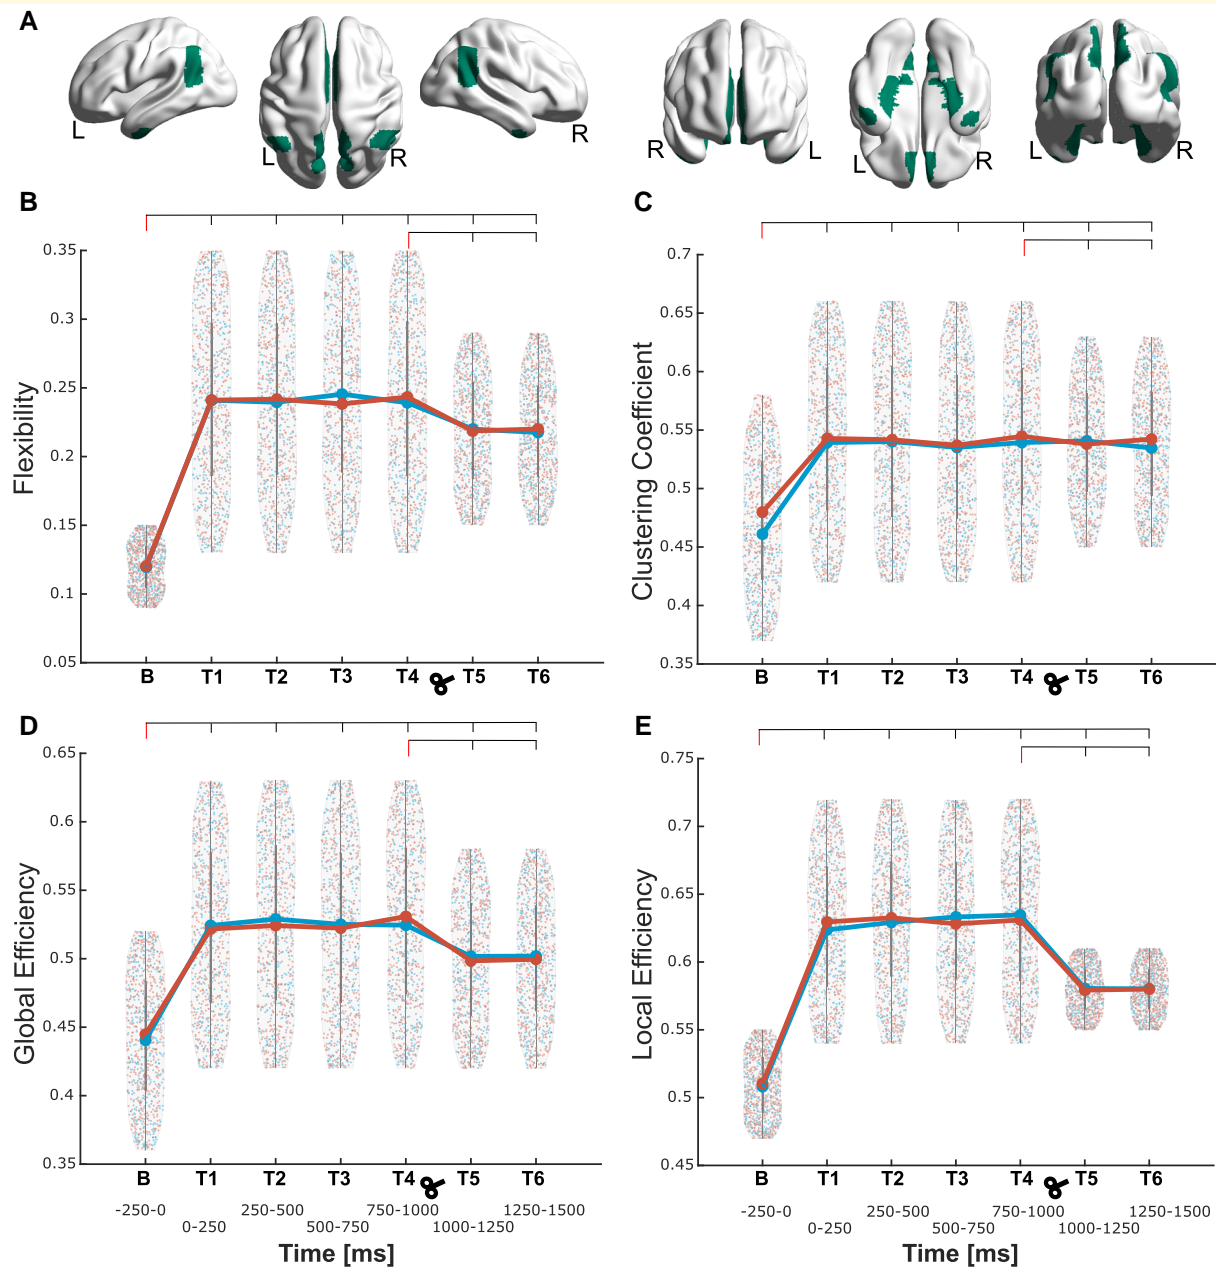 A
L
L
R
R
R
L
L
R
L
R
B
Flexibility
0.35
0.3
0.25
0.2
0.15
0.1
0.05
B T1 T2 T3 T4 T5 T6
C
Clustering Coefficient
0.7
0.65
0.6
0.55
0.5
0.45
0.4
0.35
B T1 T2 T3 T4 T5 T6
D
Global Efficiency
0.65
0.6
0.55
0.5
0.45
0.4
0.35
B T1 T2 T3 T4 T5 T6
-250-0 250-500 750-1000 1250-1500
0-250 500-750 1000-1250
Time [ms]
E
Local Efficiency
0.75
0.7
0.65
0.6
0.55
0.5
0.45
B T1 T2 T3 T4 T5 T6
-250-0 250-500 750-1000 1250-1500
0-250 500-750 1000-1250
Time [ms]